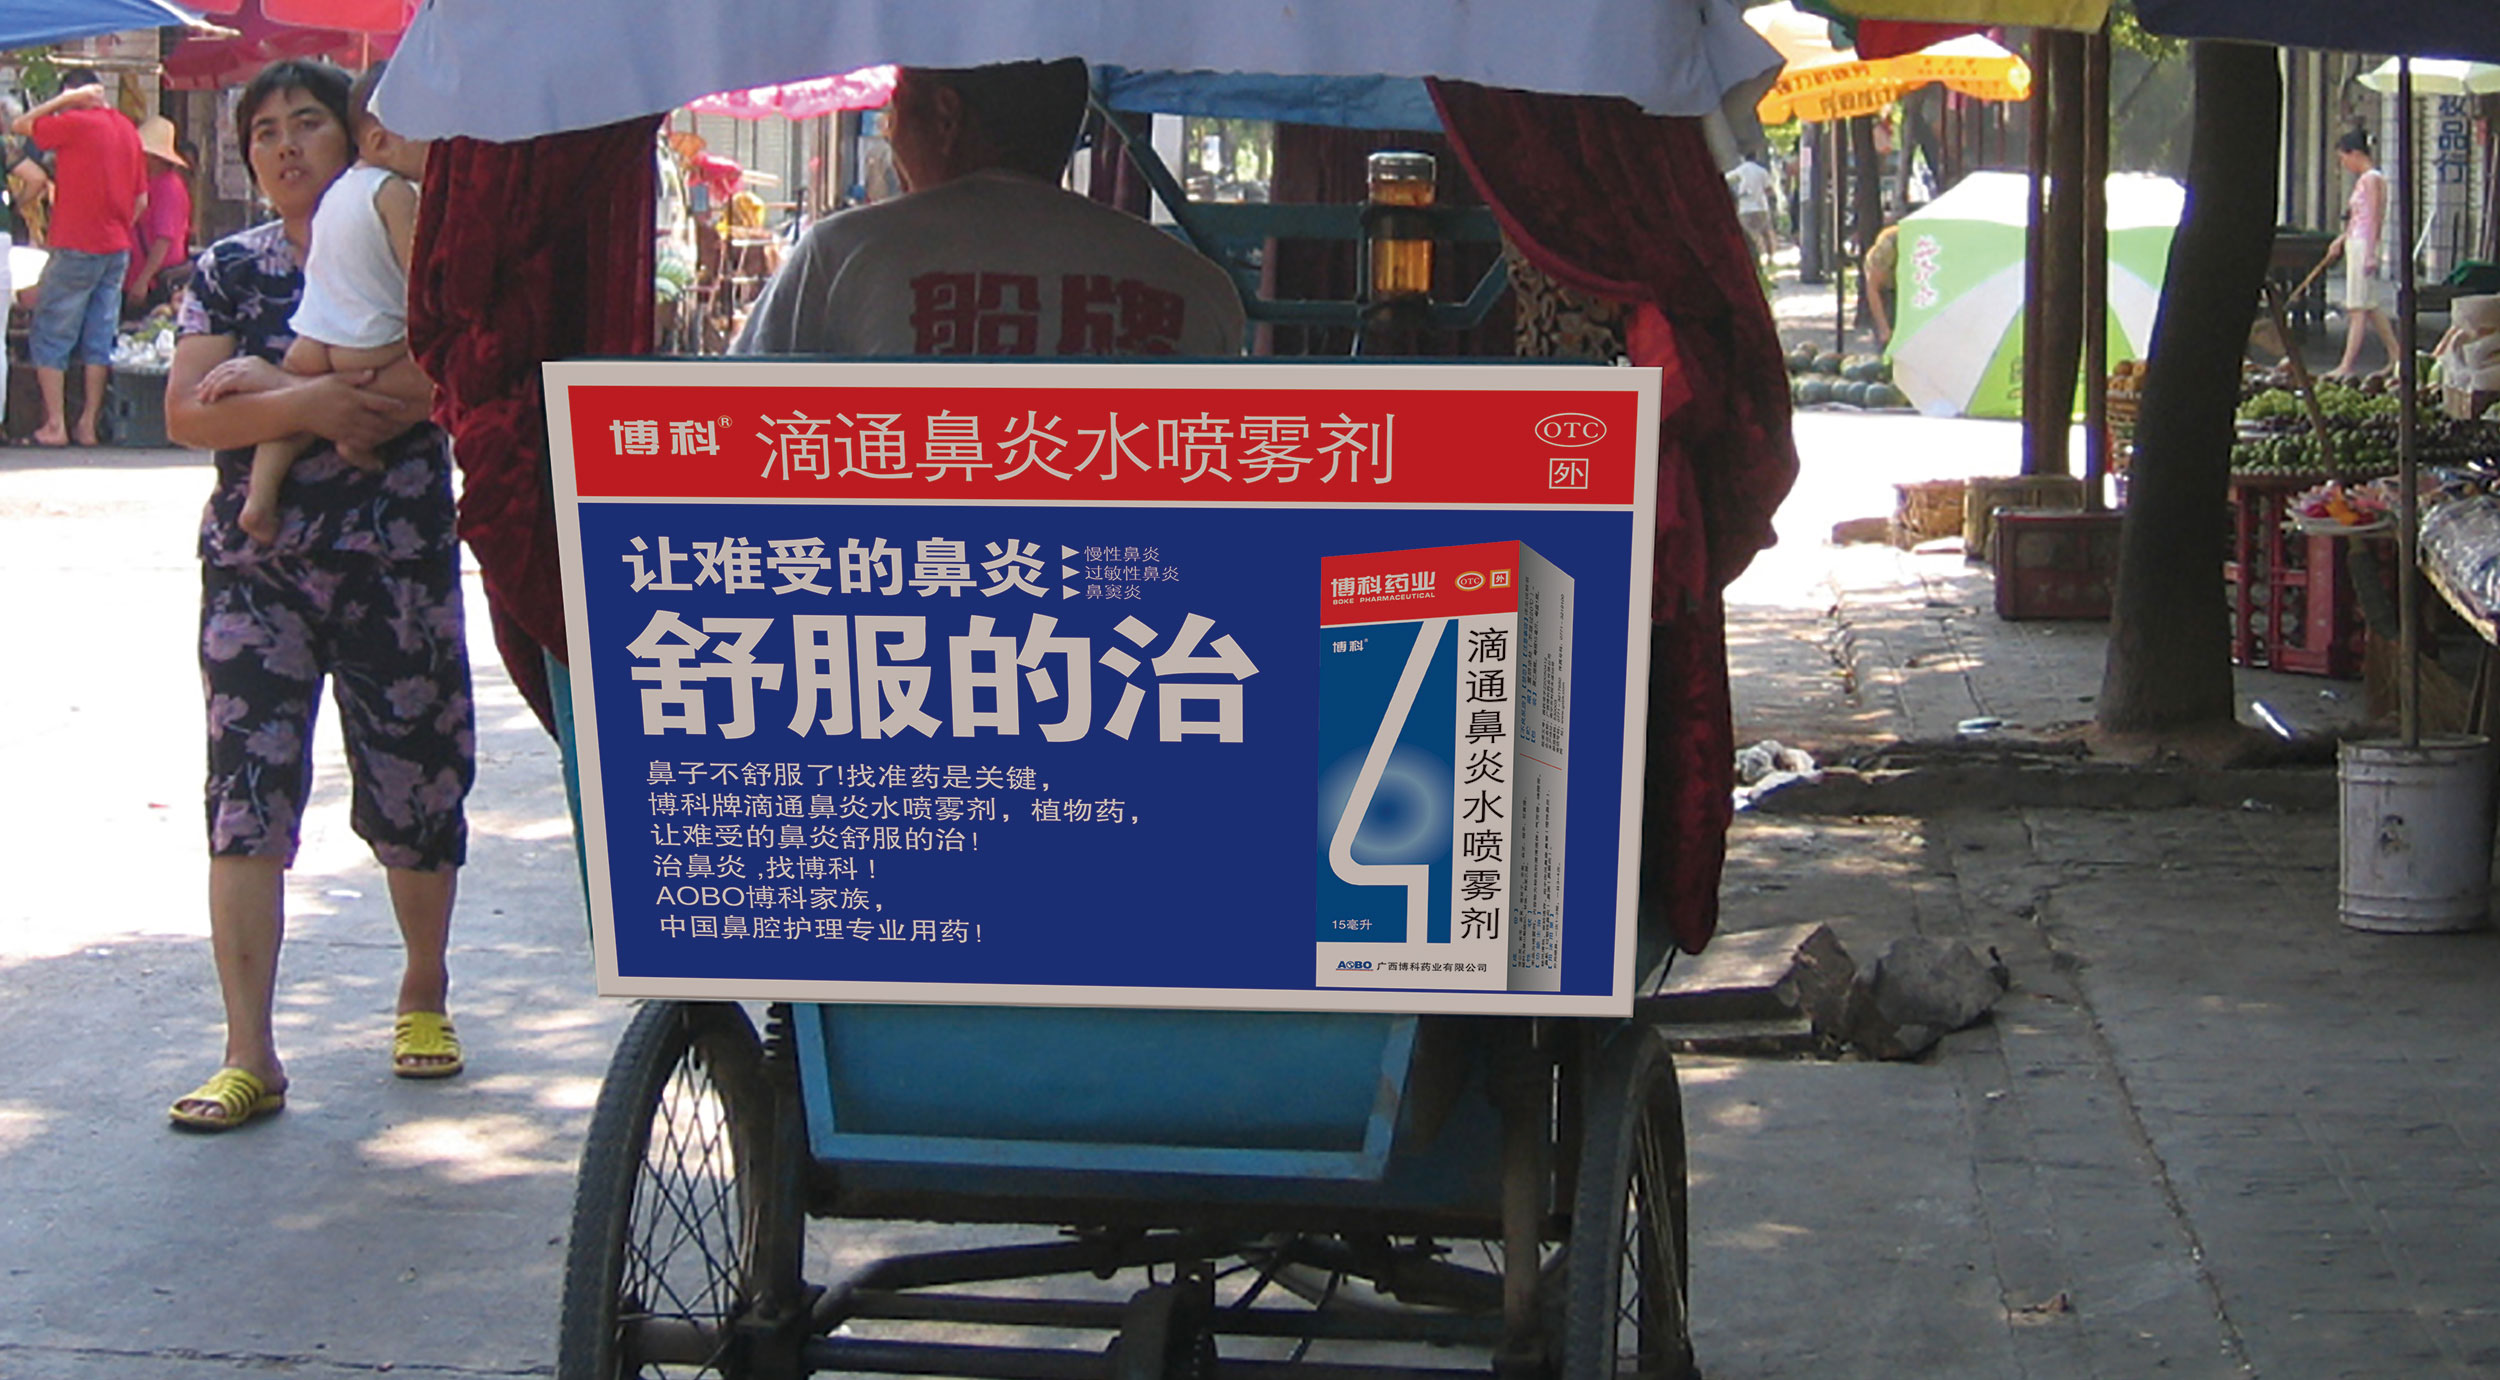 船牌
妆品行
博科® 滴通鼻炎水喷雾剂
OTC
外
让难受的鼻炎
慢性鼻炎
过敏性鼻炎
鼻窦炎
舒服的治
鼻子不舒服了!找准药是关键，
博科牌滴通鼻炎水喷雾剂，植物药，
让难受的鼻炎舒服的治！
治鼻炎 ,找博科！
AOBO博科家族，
中国鼻腔护理专业用药！
博科药业
BOKE PHARMACEUTICAL
OTC
外
博科®
滴通鼻炎水喷雾剂
15毫升
AOBO 广西博科药业有限公司